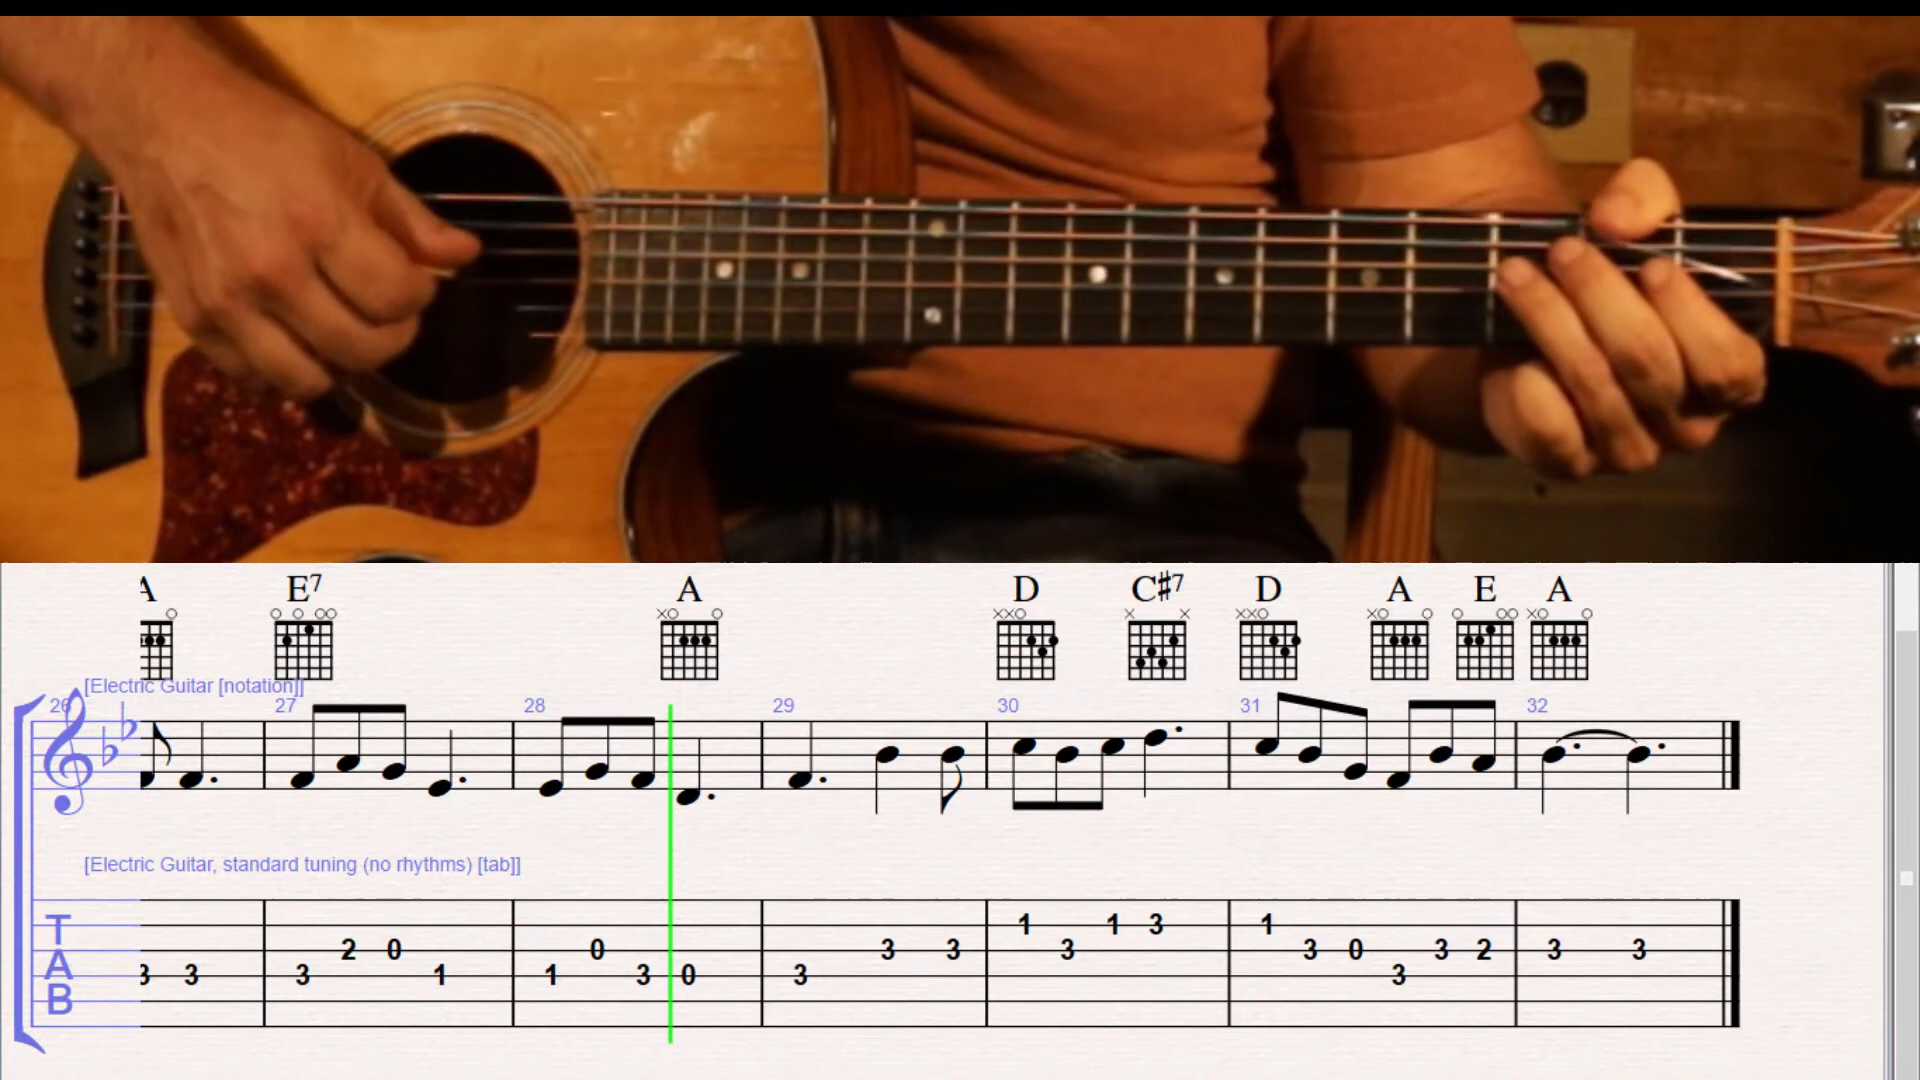 A E7 A D C♯7 D A E A
[Electric Guitar [notation]]
26 27 28 29 30 31 32
[Electric Guitar, standard tuning (no rhythms) [tab]]
1 1 3 1
2 0 0 3 3 3 3 0 3 2 3 3
3 3 3 1 1 3 0 3 3
TAB